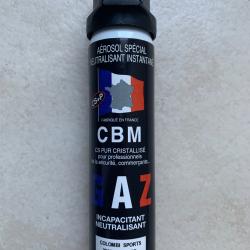 AÉROSOL SPÉCIAL
NEUTRALISANT INSTANTANÉ
FABRIQUÉ EN FRANCE
CBM
CS PUR CRISTALLISÉ
pour professionnels
de la sécurité, commerçants...
GAZ
INCAPACITANT
NEUTRALISANT
COLOMBI SPORTS